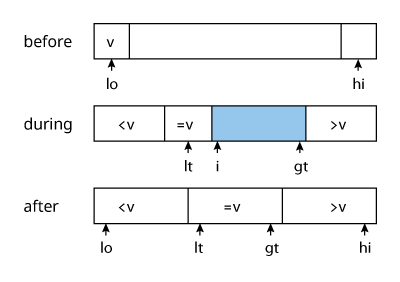 before v
lo hi
during <v =v >v
lt i gt
after <v =v >v
lo lt gt hi